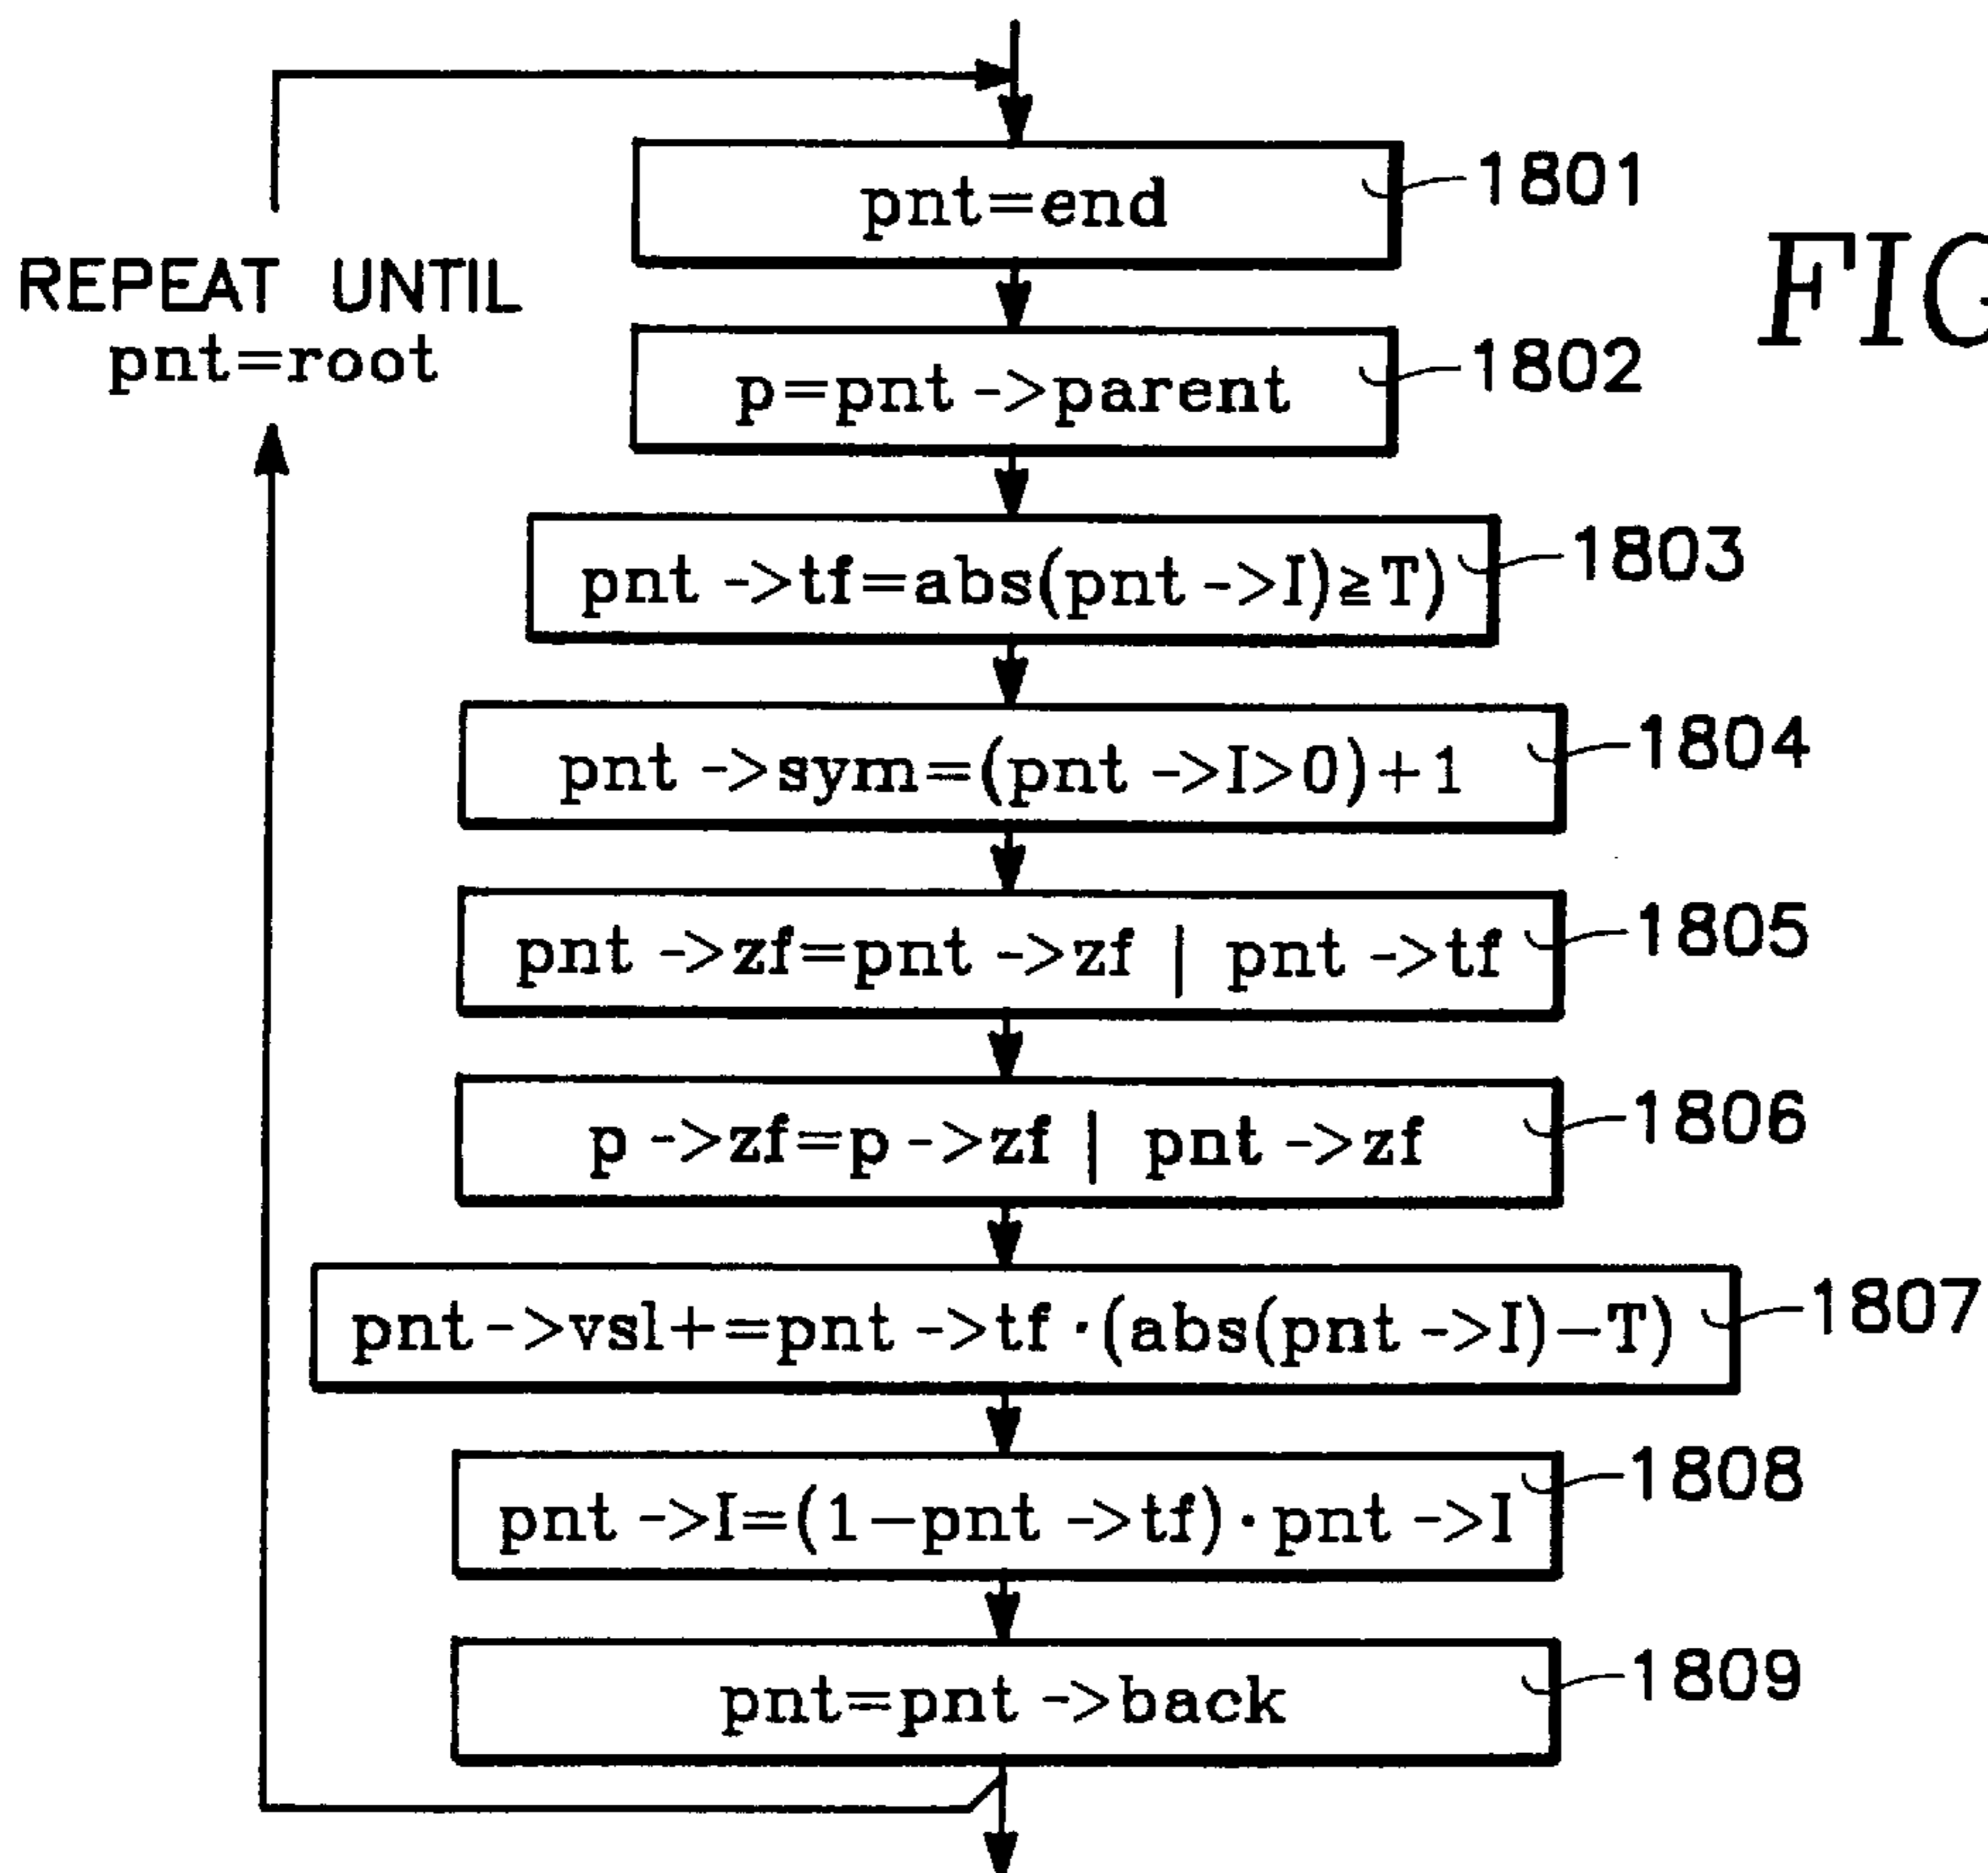 pnt=end
1801
REPEAT UNTIL
pnt=root
FIG
p=pnt ->parent
1802
pnt ->tf=abs(pnt ->I)≧T)
1803
pnt ->sym=(pnt ->I>0)+1
1804
pnt ->zf=pnt ->zf | pnt ->tf
1805
p ->zf=p ->zf | pnt ->zf
1806
pnt->vsl+=pnt ->tf·(abs(pnt ->I)-T)
1807
pnt ->I=(1-pnt ->tf)·pnt ->I
1808
pnt=pnt ->back
1809